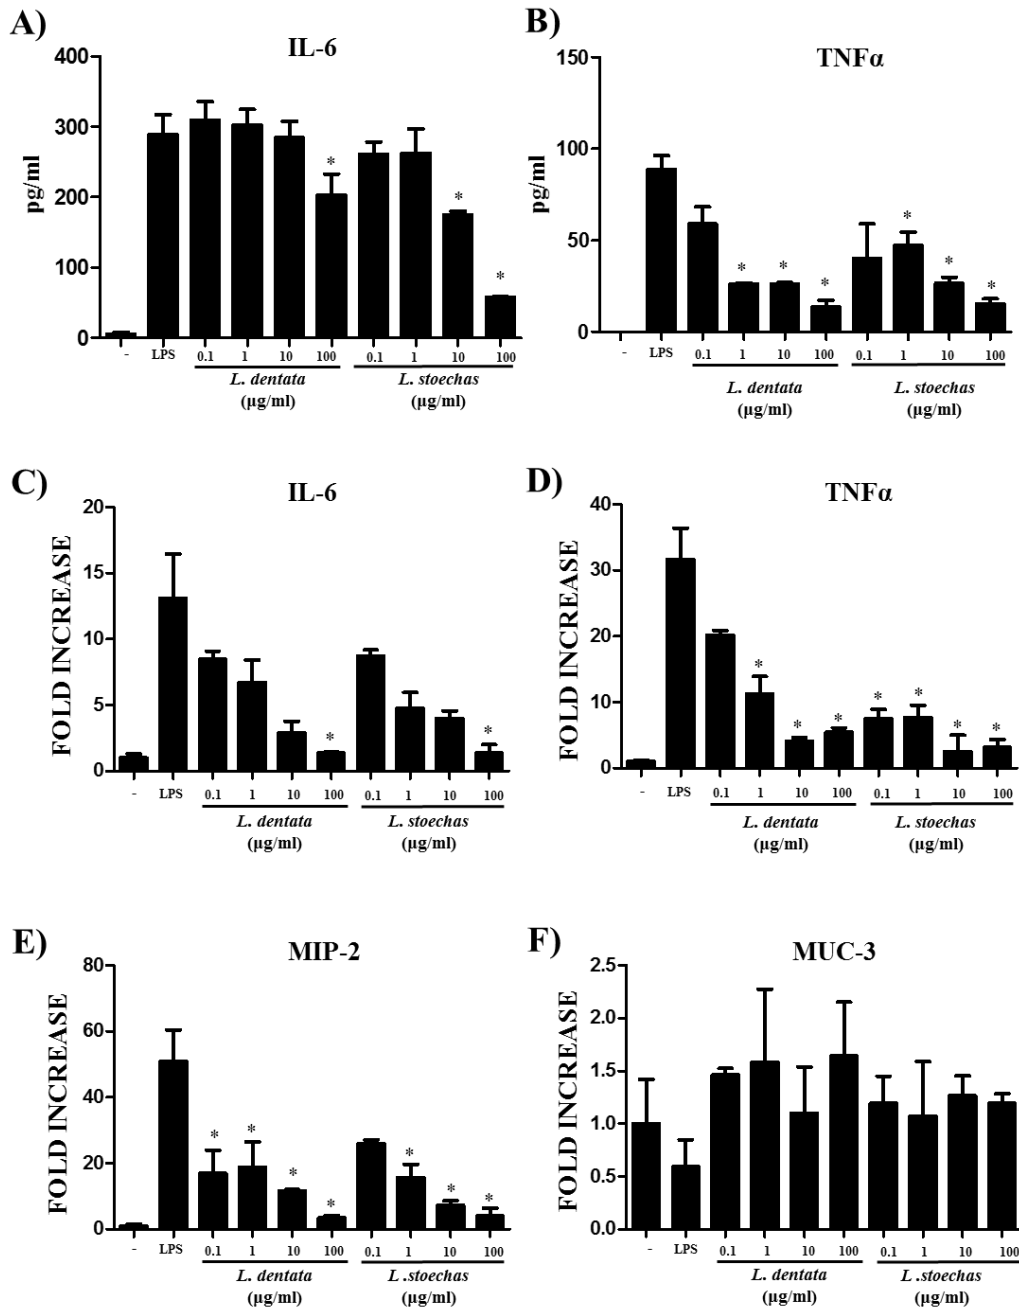 A)
IL-6
pg/ml
400
300
200
100
0
*
*
*
- LPS 0.1 1 10 100 0.1 1 10 100
L. dentata L. stoechas
(µg/ml) (µg/ml)
B)
TNFα
pg/ml
150
100
50
0
* * * * * *
- LPS 0.1 1 10 100 0.1 1 10 100
L. dentata L. stoechas
(µg/ml) (µg/ml)
C)
IL-6
FOLD INCREASE
20
15
10
5
0
* *
- LPS 0.1 1 10 100 0.1 1 10 100
L. dentata L. stoechas
(µg/ml) (µg/ml)
D)
TNFα
FOLD INCREASE
40
30
20
10
0
* * * * * * *
- LPS 0.1 1 10 100 0.1 1 10 100
L. dentata L. stoechas
(µg/ml) (µg/ml)
E)
MIP-2
FOLD INCREASE
80
60
40
20
0
* * * * * * *
- LPS 0.1 1 10 100 0.1 1 10 100
L. dentata L .stoechas
(µg/ml) (µg/ml)
F)
MUC-3
FOLD INCREASE
2.5
2.0
1.5
1.0
0.5
0.0
- LPS 0.1 1 10 100 0.1 1 10 100
L. dentata L .stoechas
(µg/ml) (µg/ml)